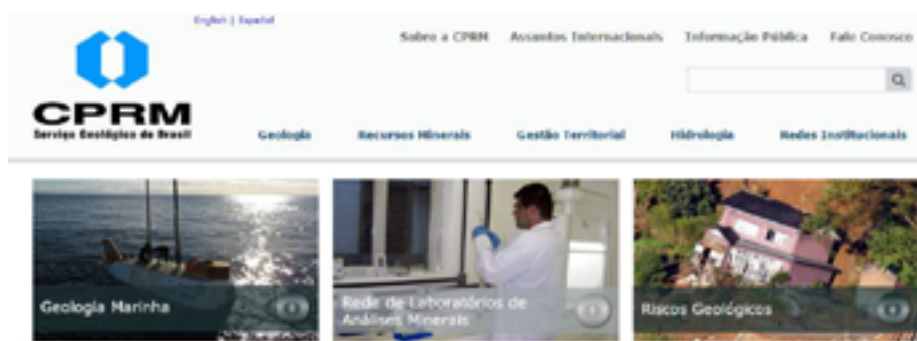 English | Español
Sobre a CPRM Assuntos Internacionais Informação Pública Fale Conosco
CPRM
Serviço Geológico do Brasil
Geologia Recursos Minerais Gestão Territorial Hidrologia Redes Institucionais
Geologia Marinha
Rede de Laboratórios de
Análises Minerais
Riscos Geológicos